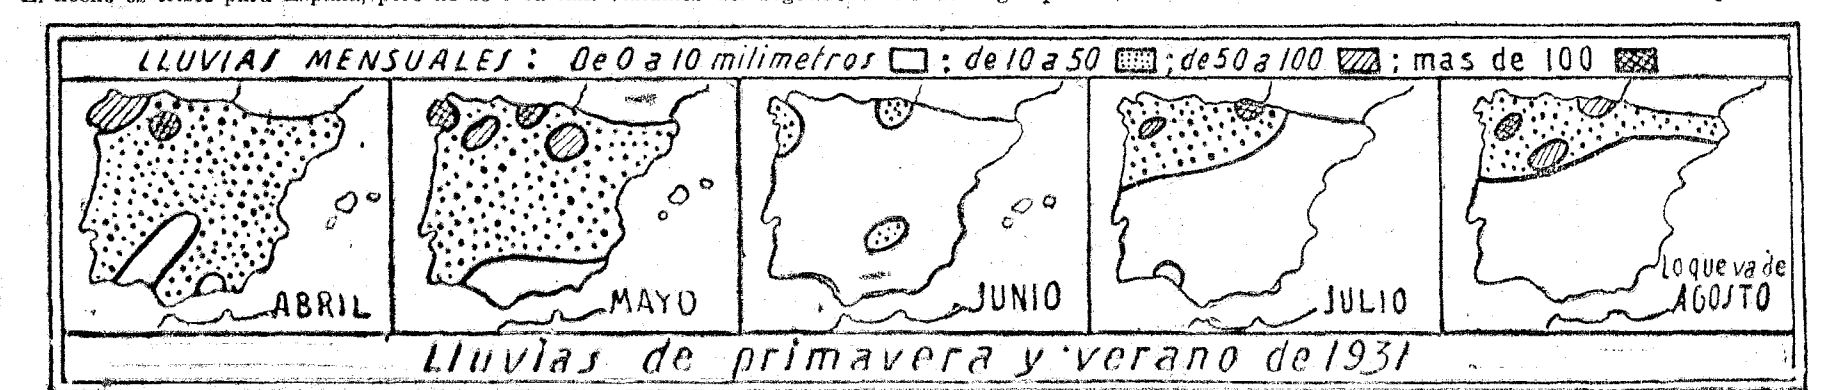 LLUVIAS MENSUALES: De 0 a 10 milimetros ; de 10 a 50 ; de 50 a 100 ; mas de 100
ABRIL
MAYO
JUNIO
JULIO
Lo que va de
AGOSTO
Lluvias de primavera y verano de 1931